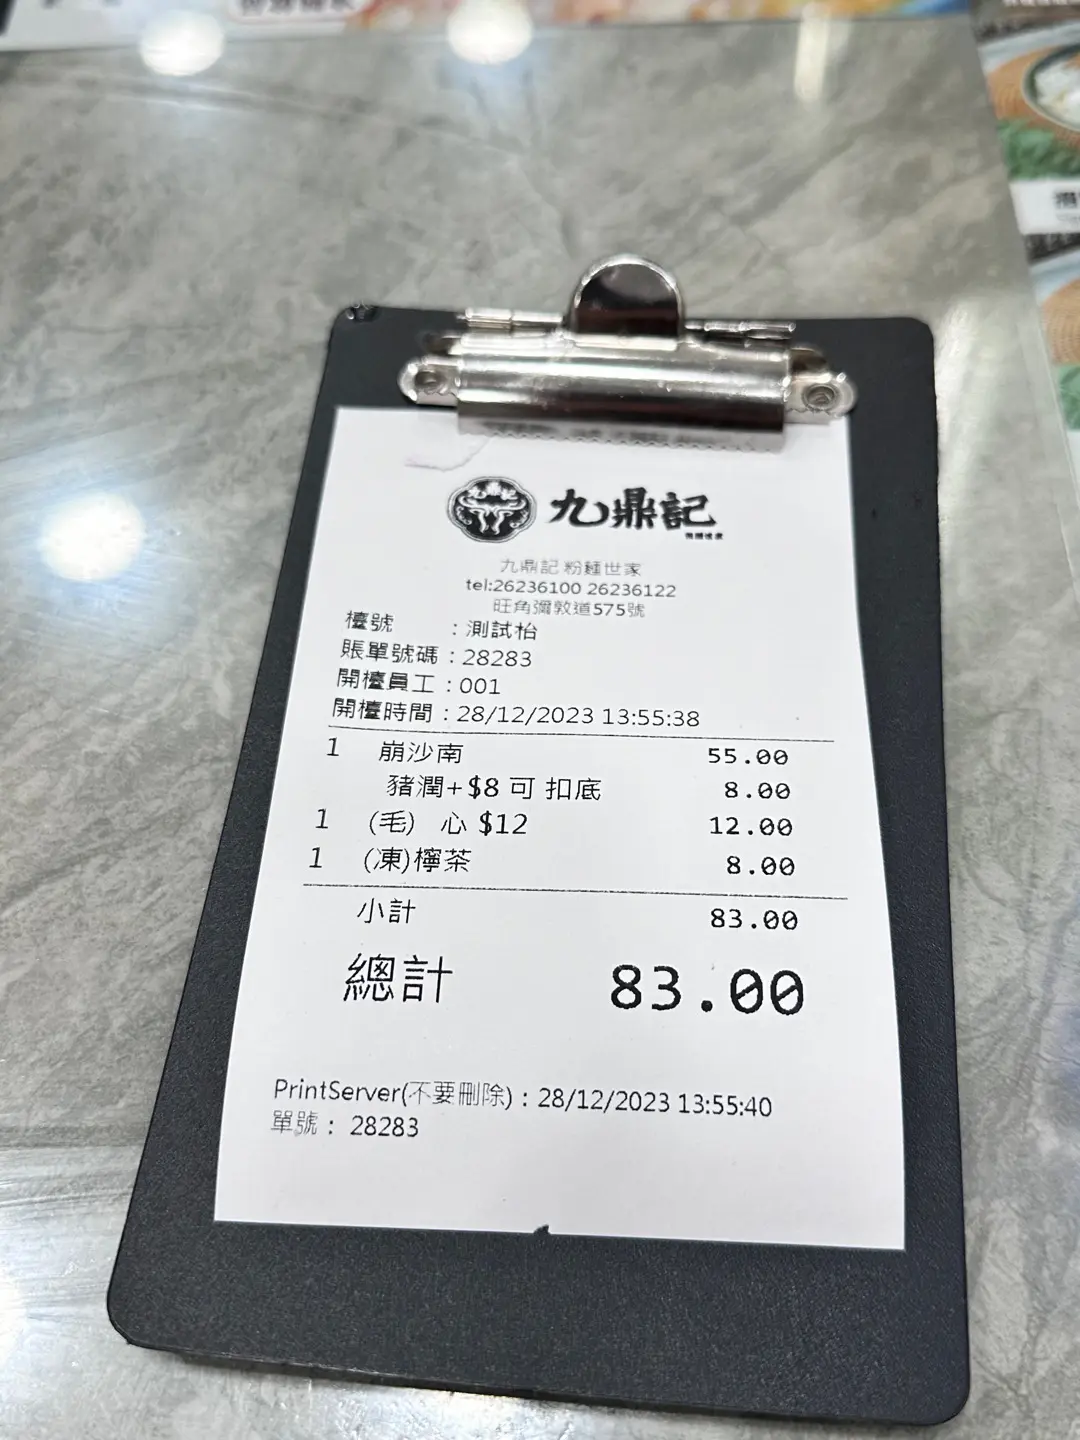 九鼎記
九鼎記 粉麵世家
tel:26236100 26236122
旺角彌敦道575號
檯號 : 測試枱
賬單號碼 : 28283
開檯員工 : 001
開檯時間 : 28/12/2023 13:55:38
1 崩沙南 55.00
豬潤+$8 可 扣底 8.00
1 (毛) 心 $12 12.00
1 (凍)檸茶 8.00
小計 83.00
總計 83.00
PrintServer(不要刪除) : 28/12/2023 13:55:40
單號 : 28283